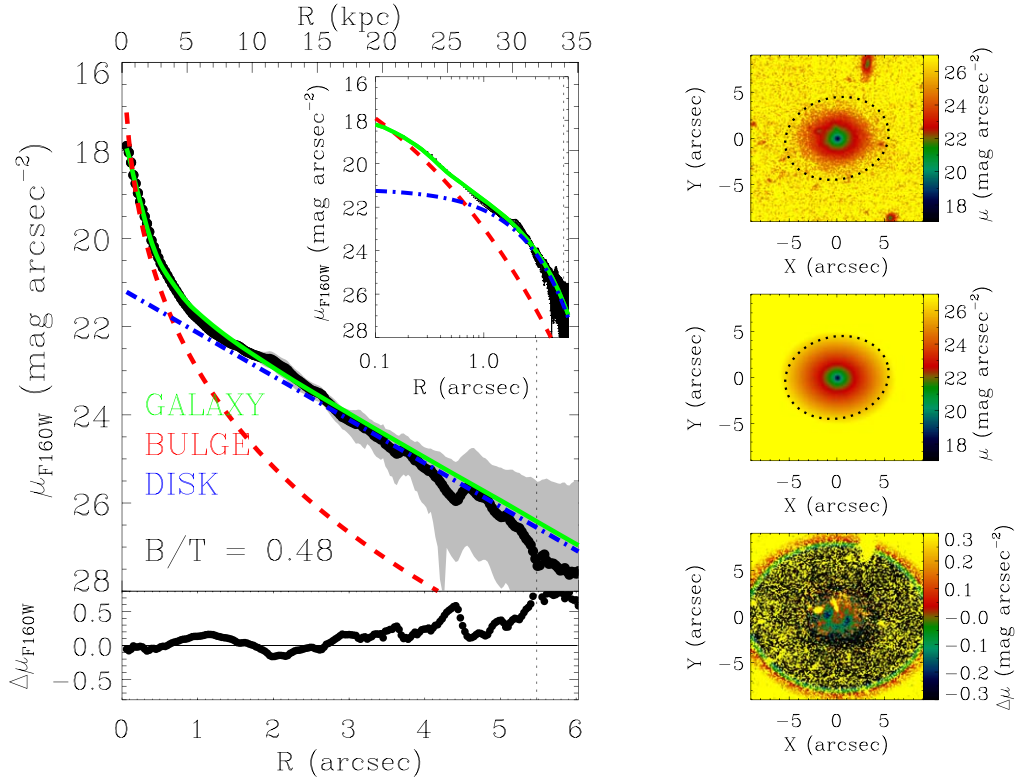 R (kpc)
0 5 10 15 20 25 30 35
16
18
20
22
24
26
28
μF160W (mag arcsec−2)
16
18
20
22
24
26
28
μF160W (mag arcsec−2)
0.1 1.0
R (arcsec)
GALAXY
BULGE
DISK
B/T = 0.48
0.5
0.0
−0.5
ΔμF160W
0 1 2 3 4 5 6
R (arcsec)
5
0
−5
Y (arcsec)
−5 0 5
X (arcsec)
26
24
22
20
18
μ (mag arcsec−2)
5
0
−5
Y (arcsec)
−5 0 5
X (arcsec)
26
24
22
20
18
μ (mag arcsec−2)
5
0
−5
Y (arcsec)
−5 0 5
X (arcsec)
0.3
0.2
0.1
−0.0
−0.1
−0.2
−0.3
Δμ (mag arcsec−2)